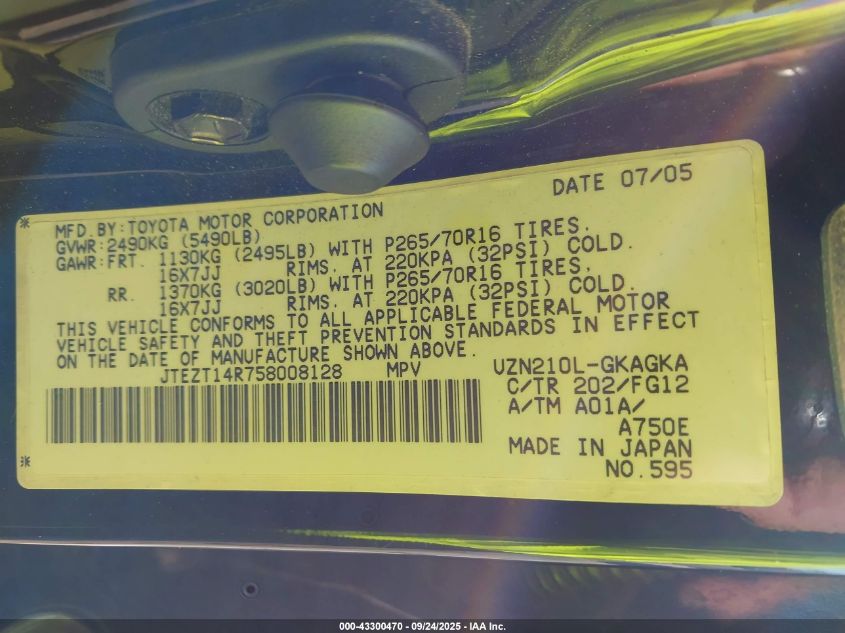 DATE 07/05
MFD.BY:TOYOTA MOTOR CORPORATION
GVWR:2490KG (5490LB)
GAWR:FRT. 1130KG (2495LB) WITH P265/70R16 TIRES.
16X7JJ RIMS. AT 220KPA (32PSI) COLD.
RR. 1370KG (3020LB) WITH P265/70R16 TIRES.
16X7JJ RIMS. AT 220KPA (32PSI) COLD.
THIS VEHICLE CONFORMS TO ALL APPLICABLE FEDERAL MOTOR
VEHICLE SAFETY AND THEFT PREVENTION STANDARDS IN EFFECT
ON THE DATE OF MANUFACTURE SHOWN ABOVE.
JTEZT14R758008128 MPV UZN210L-GKAGKA
C/TR 202/FG12
A/TM A01A/
A750E
MADE IN JAPAN
NO.595
000-43300470 - 09/24/2025 - IAA Inc.